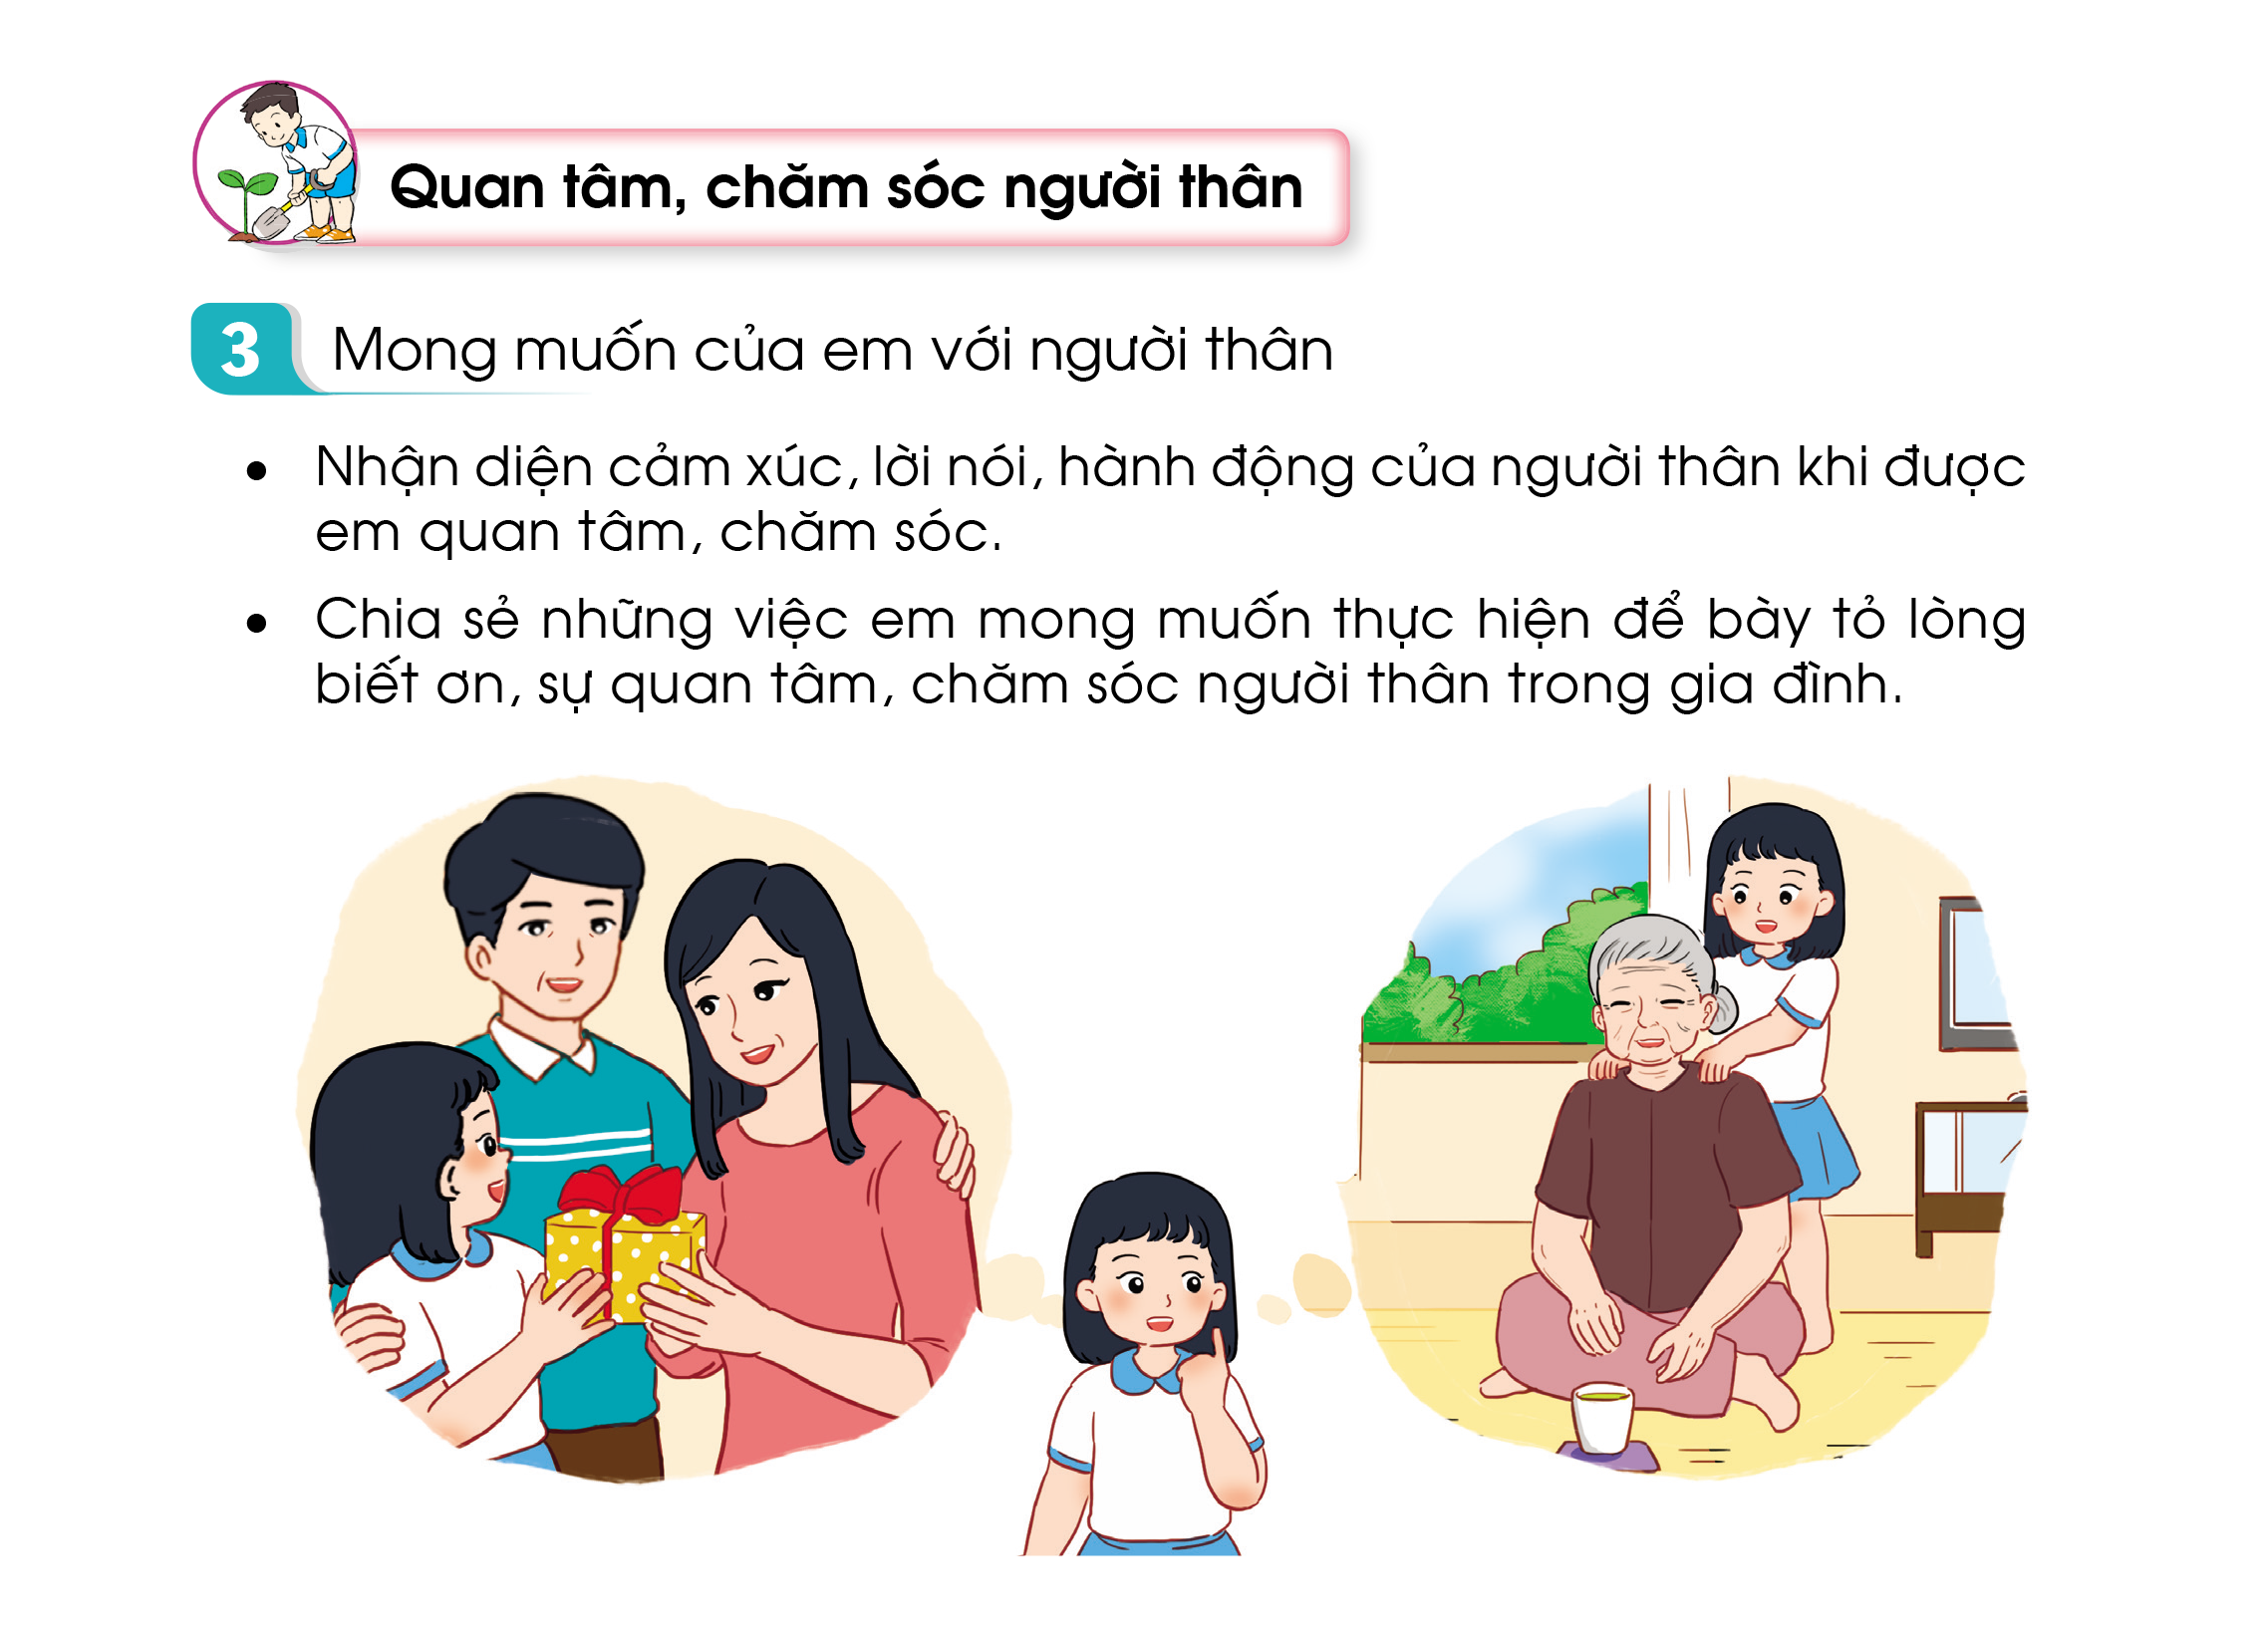 Quan tâm, chăm sóc người thân
3 Mong muốn của em với người thân
• Nhận diện cảm xúc, lời nói, hành động của người thân khi được
em quan tâm, chăm sóc.
• Chia sẻ những việc em mong muốn thực hiện để bày tỏ lòng
biết ơn, sự quan tâm, chăm sóc người thân trong gia đình.